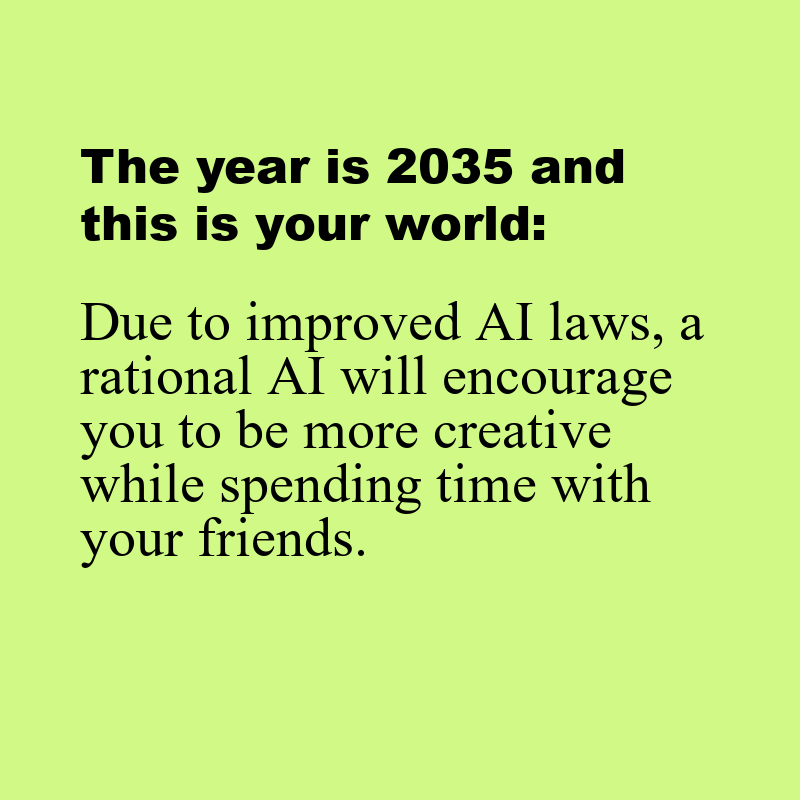 The year is 2035 and
this is your world:
Due to improved AI laws, a
rational AI will encourage
you to be more creative
while spending time with
your friends.